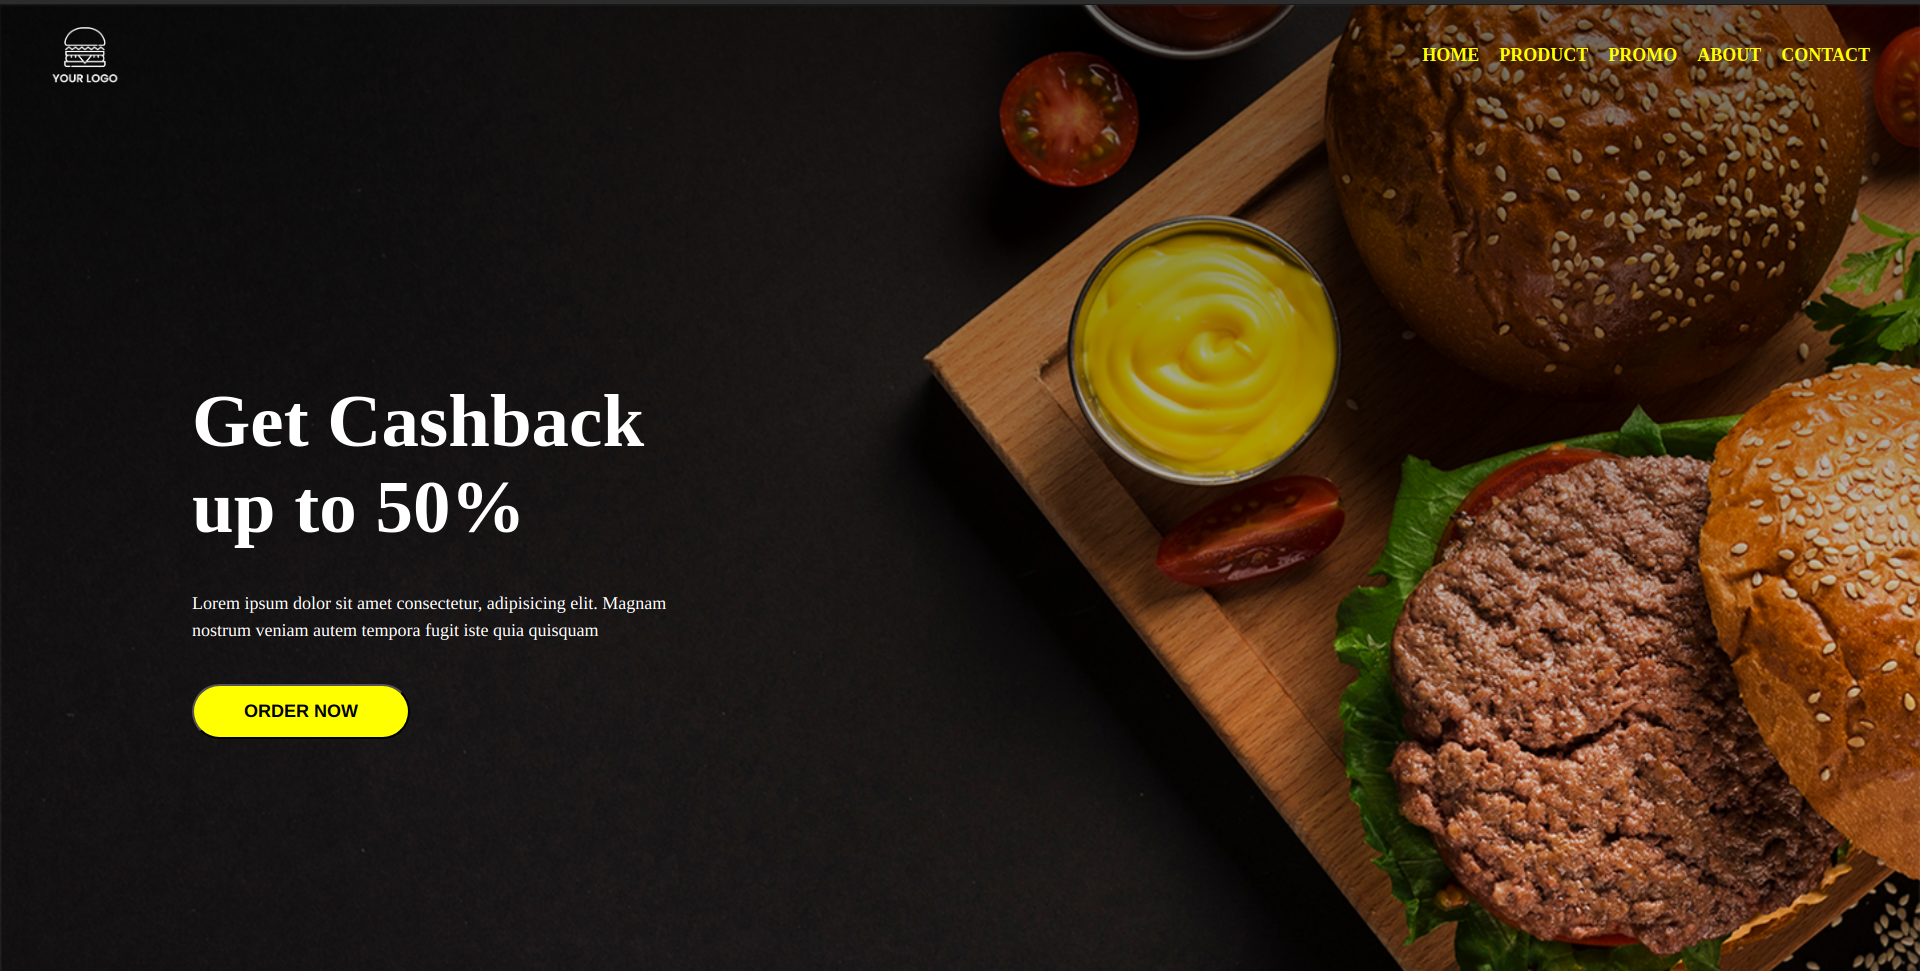 YOUR LOGO
HOME PRODUCT PROMO ABOUT CONTACT
Get Cashback
up to 50%
Lorem ipsum dolor sit amet consectetur, adipisicing elit. Magnam
nostrum veniam autem tempora fugit iste quia quisquam
ORDER NOW